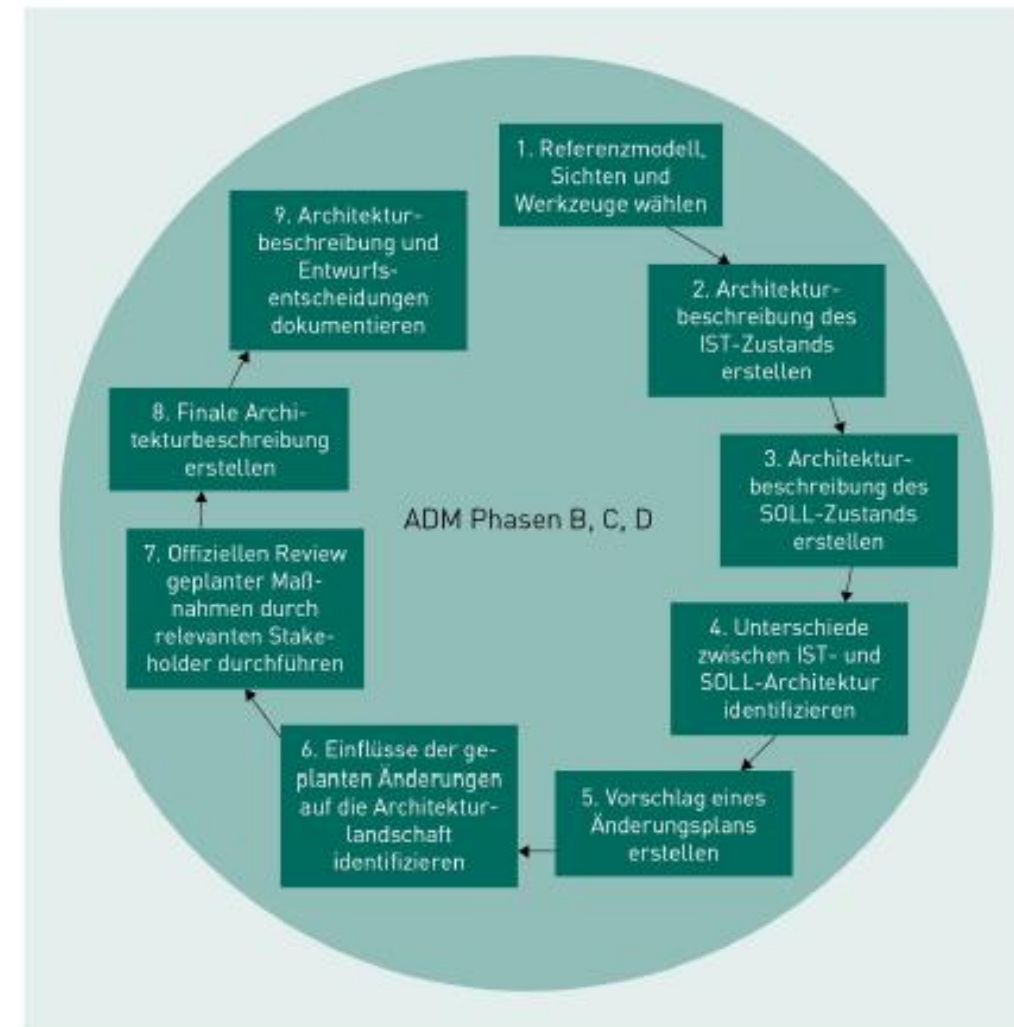 1. Referenzmodell,
Sichten und
Werkzeuge wählen
2. Architektur-
beschreibung des
IST-Zustands
erstellen
3. Architektur-
beschreibung des
SOLL-Zustands
erstellen
4. Unterschiede
zwischen IST- und
SOLL-Architektur
identifizieren
5. Vorschlag eines
Änderungsplans
erstellen
6. Einflüsse der ge-
planten Änderungen
auf die Architektur-
landschaft
identifizieren
7. Offiziellen Review
geplanter Maß-
nahmen durch
relevanten Stake-
holder durchführen
8. Finale Archi-
tekturbeschreibung
erstellen
9. Architektur-
beschreibung und
Entwurfs-
entscheidungen
dokumentieren
ADM Phasen B, C, D